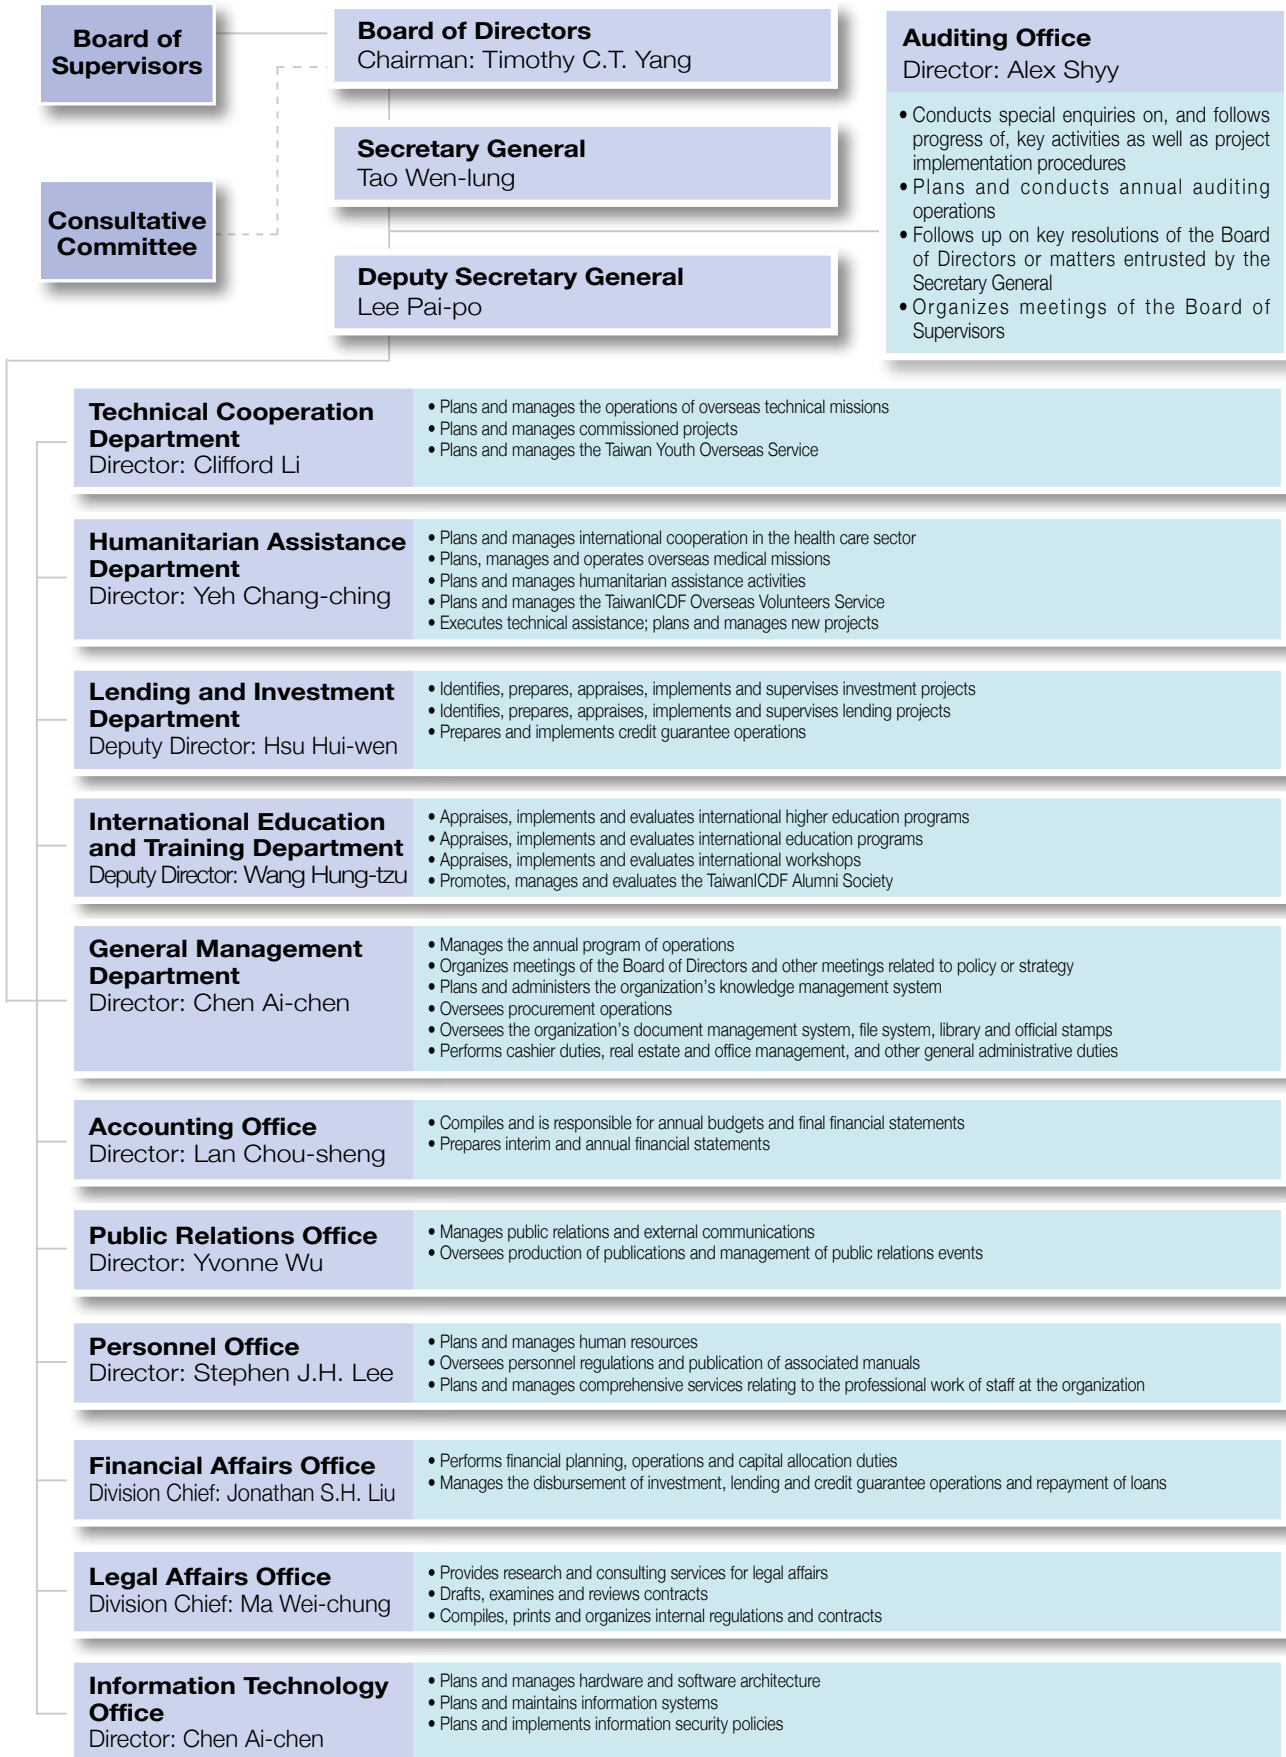 Board of
Supervisors
Board of Directors
Chairman: Timothy C.T. Yang
Consultative
Committee
Secretary General
Tao Wen-lung
Deputy Secretary General
Lee Pai-po
Auditing Office
Director: Alex Shyy
• Conducts special enquiries on, and follows
progress of, key activities as well as project
implementation procedures
• Plans and conducts annual auditing
operations
• Follows up on key resolutions of the Board
of Directors or matters entrusted by the
Secretary General
• Organizes meetings of the Board of
Supervisors
Technical Cooperation
Department
Director: Clifford Li
• Plans and manages the operations of overseas technical missions
• Plans and manages commissioned projects
• Plans and manages the Taiwan Youth Overseas Service
Humanitarian Assistance
Department
Director: Yeh Chang-ching
• Plans and manages international cooperation in the health care sector
• Plans, manages and operates overseas medical missions
• Plans and manages humanitarian assistance activities
• Plans and manages the TaiwanICDF Overseas Volunteers Service
• Executes technical assistance; plans and manages new projects
Lending and Investment
Department
Deputy Director: Hsu Hui-wen
• Identifies, prepares, appraises, implements and supervises investment projects
• Identifies, prepares, appraises, implements and supervises lending projects
• Prepares and implements credit guarantee operations
International Education
and Training Department
Deputy Director: Wang Hung-tzu
• Appraises, implements and evaluates international higher education programs
• Appraises, implements and evaluates international education programs
• Appraises, implements and evaluates international workshops
• Promotes, manages and evaluates the TaiwanICDF Alumni Society
General Management
Department
Director: Chen Ai-chen
• Manages the annual program of operations
• Organizes meetings of the Board of Directors and other meetings related to policy or strategy
• Plans and administers the organization's knowledge management system
• Oversees procurement operations
• Oversees the organization's document management system, file system, library and official stamps
• Performs cashier duties, real estate and office management, and other general administrative duties
Accounting Office
Director: Lan Chou-sheng
• Compiles and is responsible for annual budgets and final financial statements
• Prepares interim and annual financial statements
Public Relations Office
Director: Yvonne Wu
• Manages public relations and external communications
• Oversees production of publications and management of public relations events
Personnel Office
Director: Stephen J.H. Lee
• Plans and manages human resources
• Oversees personnel regulations and publication of associated manuals
• Plans and manages comprehensive services relating to the professional work of staff at the organization
Financial Affairs Office
Division Chief: Jonathan S.H. Liu
• Performs financial planning, operations and capital allocation duties
• Manages the disbursement of investment, lending and credit guarantee operations and repayment of loans
Legal Affairs Office
Division Chief: Ma Wei-chung
• Provides research and consulting services for legal affairs
• Drafts, examines and reviews contracts
• Compiles, prints and organizes internal regulations and contracts
Information Technology
Office
Director: Chen Ai-chen
• Plans and manages hardware and software architecture
• Plans and maintains information systems
• Plans and implements information security policies